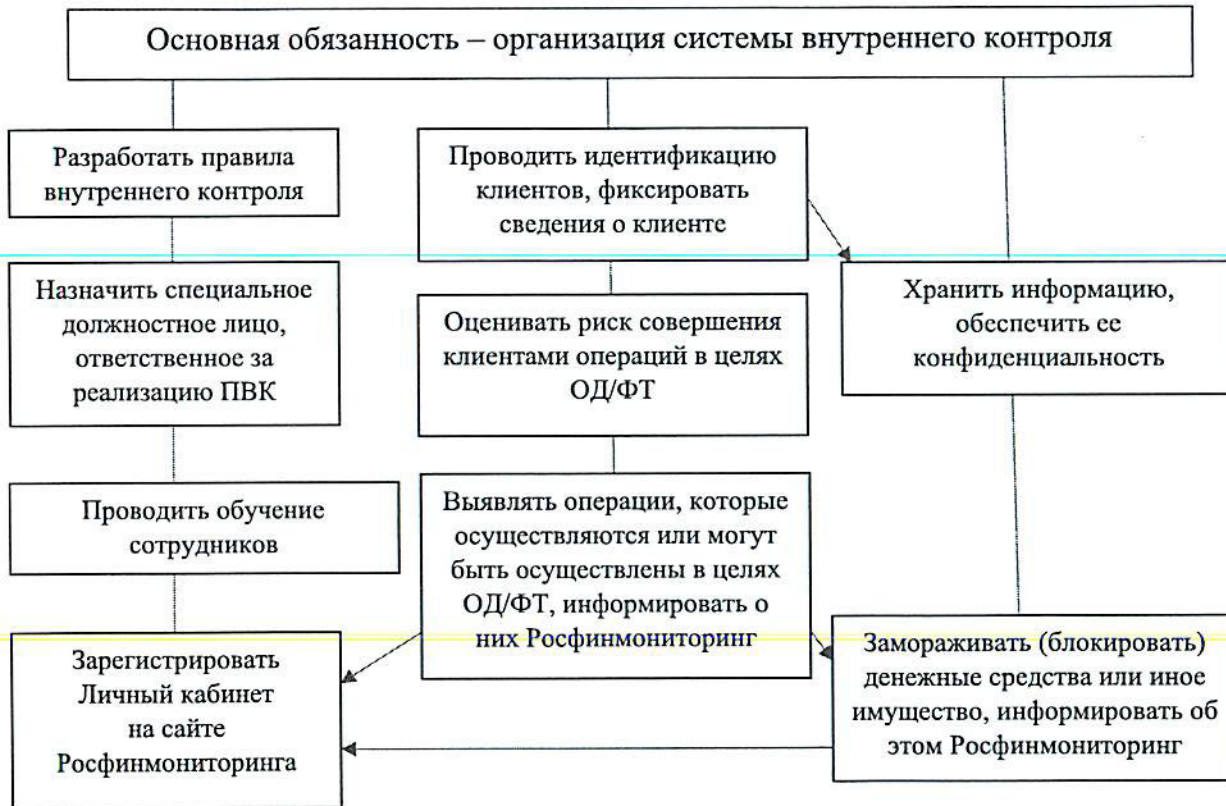 Основная обязанность – организация системы внутреннего контроля
Разработать правила
внутреннего контроля
Назначить специальное
должностное лицо,
ответственное за
реализацию ПВК
Проводить обучение
сотрудников
Зарегистрировать
Личный кабинет
на сайте
Росфинмониторинга
Проводить идентификацию
клиентов, фиксировать
сведения о клиенте
Оценивать риск совершения
клиентами операций в целях
ОД/ФТ
Выявлять операции, которые
осуществляются или могут
быть осуществлены в целях
ОД/ФТ, информировать о
них Росфинмониторинг
Хранить информацию,
обеспечить ее
конфиденциальность
Замораживать (блокировать)
денежные средства или иное
имущество, информировать об
этом Росфинмониторинг